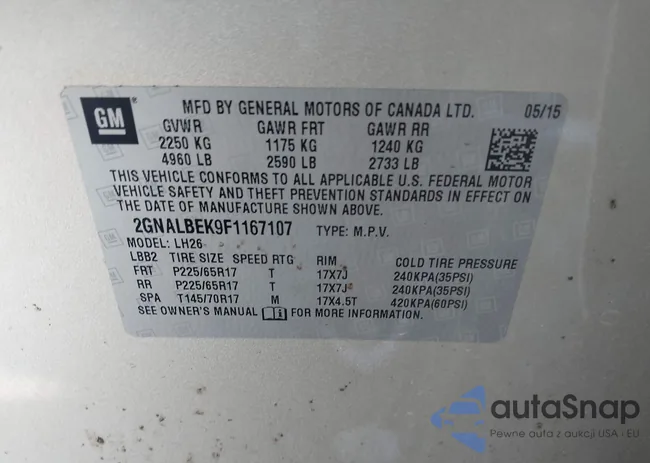 GM
MFD BY GENERAL MOTORS OF CANADA LTD. 05/15
GVWR GAWR FRT GAWR RR
2250 KG 1175 KG 1240 KG
4960 LB 2590 LB 2733 LB
THIS VEHICLE CONFORMS TO ALL APPLICABLE U.S. FEDERAL MOTOR
VEHICLE SAFETY AND THEFT PREVENTION STANDARDS IN EFFECT ON
THE DATE OF MANUFACTURE SHOWN ABOVE.
2GNALBEK9F1167107 TYPE: M.P.V.
MODEL: LH26
LBB2 TIRE SIZE SPEED RTG RIM COLD TIRE PRESSURE
FRT P225/65R17 T 17X7J 240KPA(35PSI)
RR P225/65R17 T 17X7J 240KPA(35PSI)
SPA T145/70R17 M 17X4.5T 420KPA(60PSI)
SEE OWNER'S MANUAL FOR MORE INFORMATION.
autaSnap
Pewne auta z aukcji USA - EU